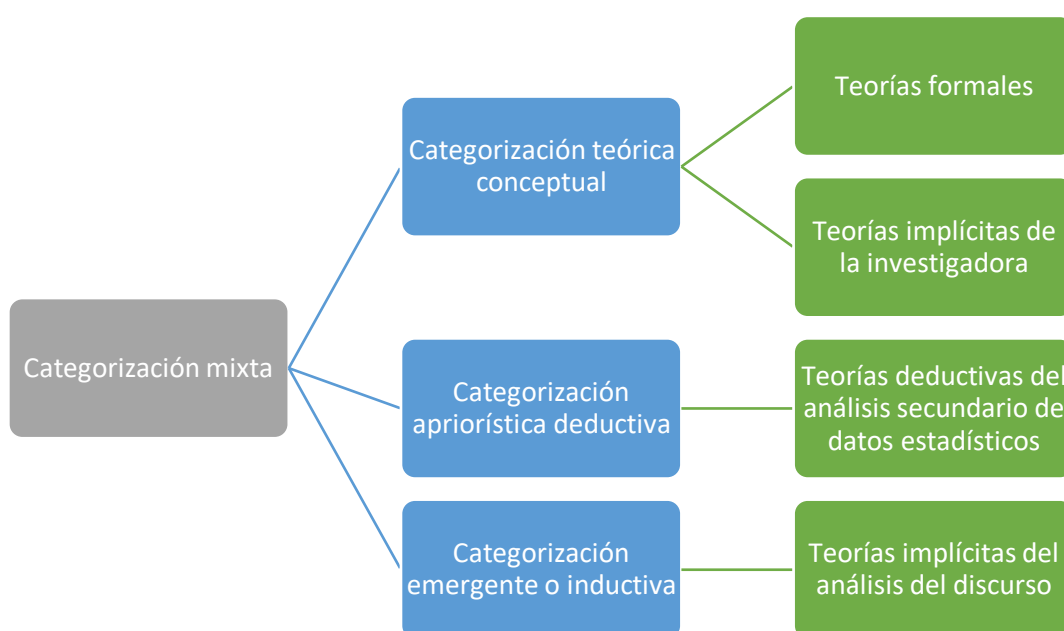 Categorización mixta
Categorización teórica
conceptual
Teorías formales
Teorías implícitas de
la investigadora
Categorización
apriorística deductiva
Teorías deductivas del
análisis secundario de
datos estadísticos
Categorización
emergente o inductiva
Teorías implícitas del
análisis del discurso